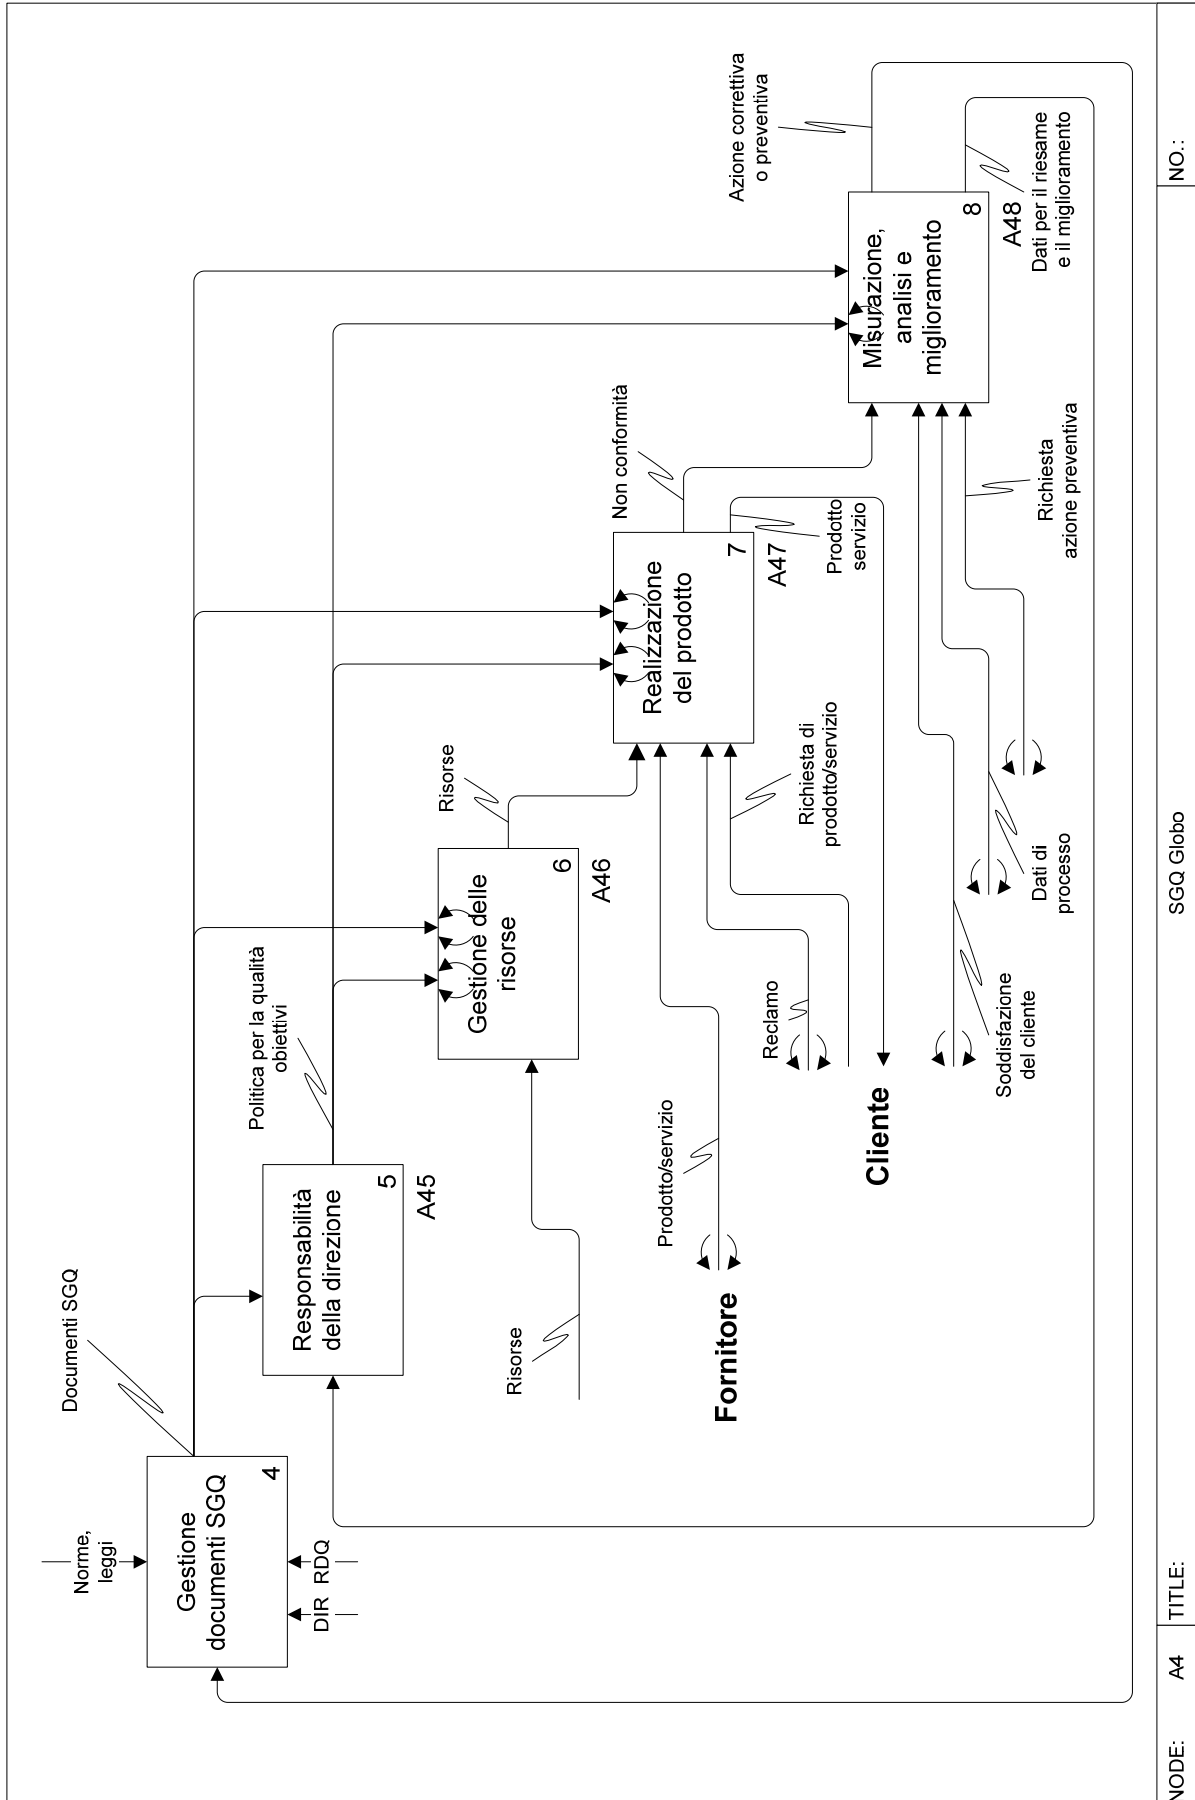 Norme,
leggi
Gestione
documenti SGQ
4
DIR
RDQ
Documenti SGQ
Responsabilità
della direzione
5
A45
Politica per la qualità
obiettivi
Risorse
Gestione delle
risorse
6
A46
Risorse
Fornitore
Prodotto/servizio
Reclamo
Cliente
Richiesta di
prodotto/servizio
Realizzazione
del prodotto
7
A47
Non conformità
Prodotto
servizio
Soddisfazione
del cliente
Dati di
processo
Richiesta
azione preventiva
Misurazione,
analisi e
miglioramento
8
A48
Azione correttiva
o preventiva
Dati per il riesame
e il miglioramento
NODE:
A4
TITLE:
SGQ Globo
NO.: